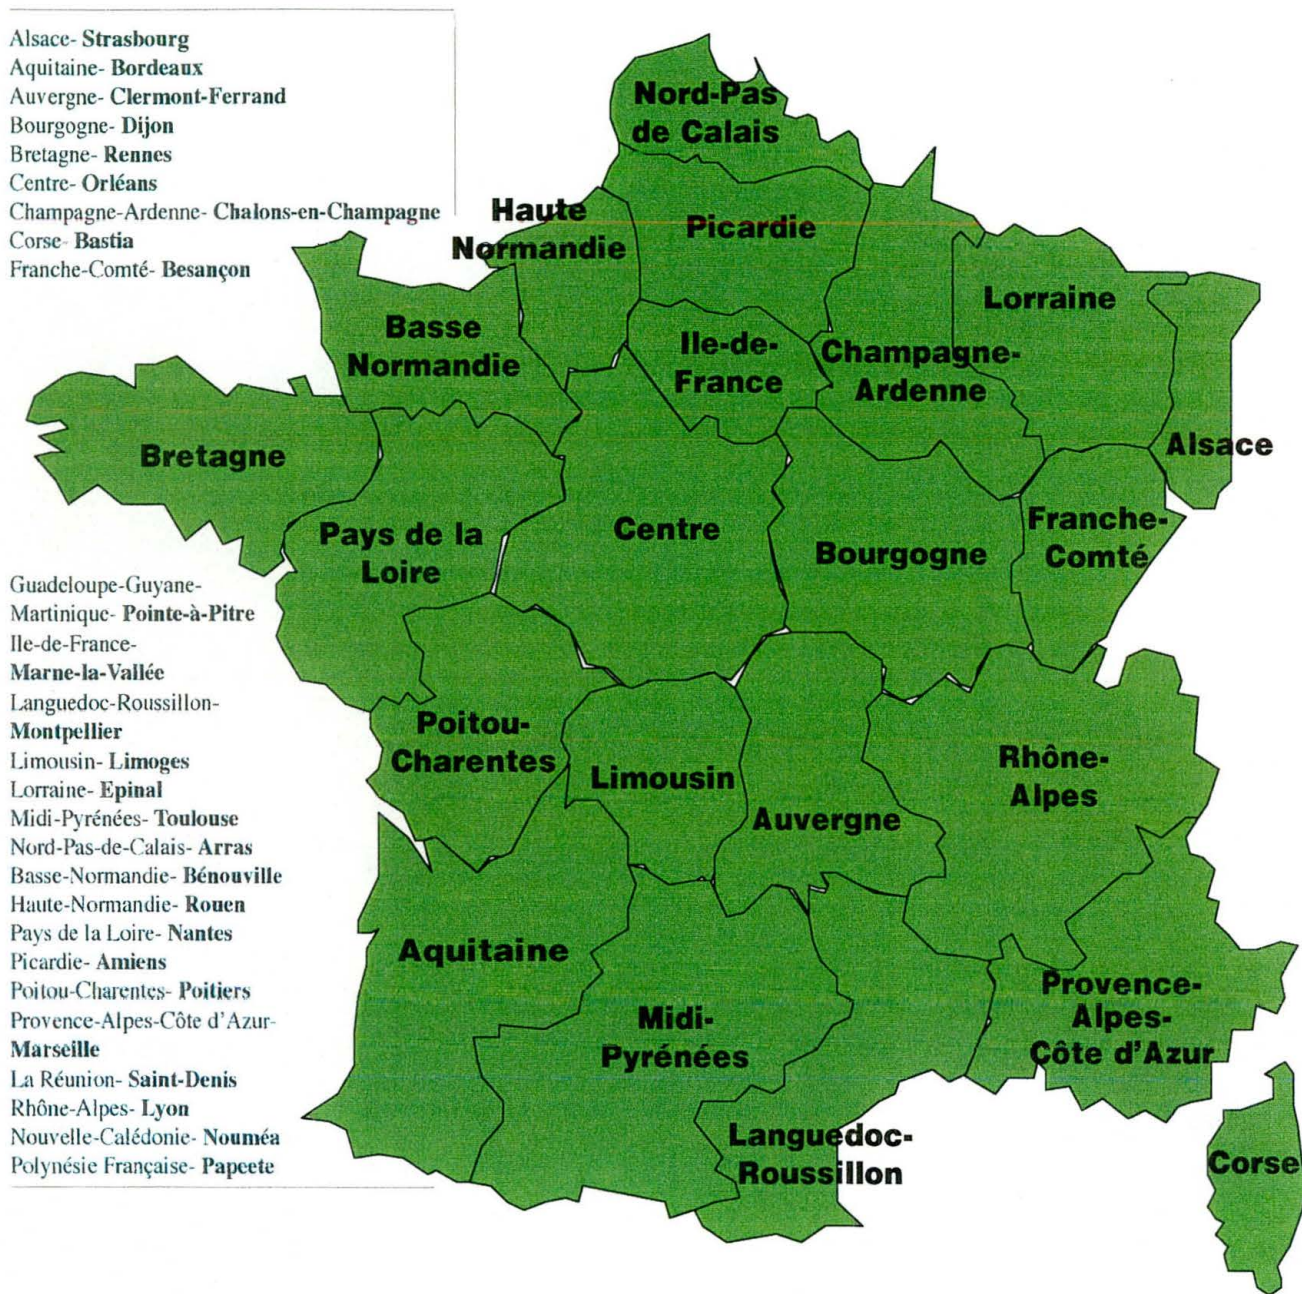 Alsace- Strasbourg
Aquitaine- Bordeaux
Auvergne- Clermont-Ferrand
Bourgogne- Dijon
Bretagne- Rennes
Centre- Orléans
Champagne-Ardenne- Chalons-en-Champagne
Corse- Bastia
Franche-Comté- Besançon
Guadeloupe-Guyane-
Martinique- Pointe-à-Pitre
Ile-de-France-
Marne-la-Vallée
Languedoc-Roussillon-
Montpellier
Limousin- Limoges
Lorraine- Epinal
Midi-Pyrénées- Toulouse
Nord-Pas-de-Calais- Arras
Basse-Normandie- Bénouville
Haute-Normandie- Rouen
Pays de la Loire- Nantes
Picardie- Amiens
Poitou-Charentes- Poitiers
Provence-Alpes-Côte d'Azur-
Marseille
La Réunion- Saint-Denis
Rhône-Alpes- Lyon
Nouvelle-Calédonie- Nouméa
Polynésie Française- Papeete
Nord-Pas
de Calais
Haute
Normandie
Picardie
Basse
Normandie
Ile-de-
France
Champagne-
Ardenne
Lorraine
Alsace
Bretagne
Pays de la
Loire
Centre
Bourgogne
Franche-
Comté
Poitou-
Charentes
Limousin
Auvergne
Rhône-
Alpes
Aquitaine
Midi-
Pyrénées
Provence-
Alpes-
Côte d'Azur
Languedoc-
Roussillon
Corse